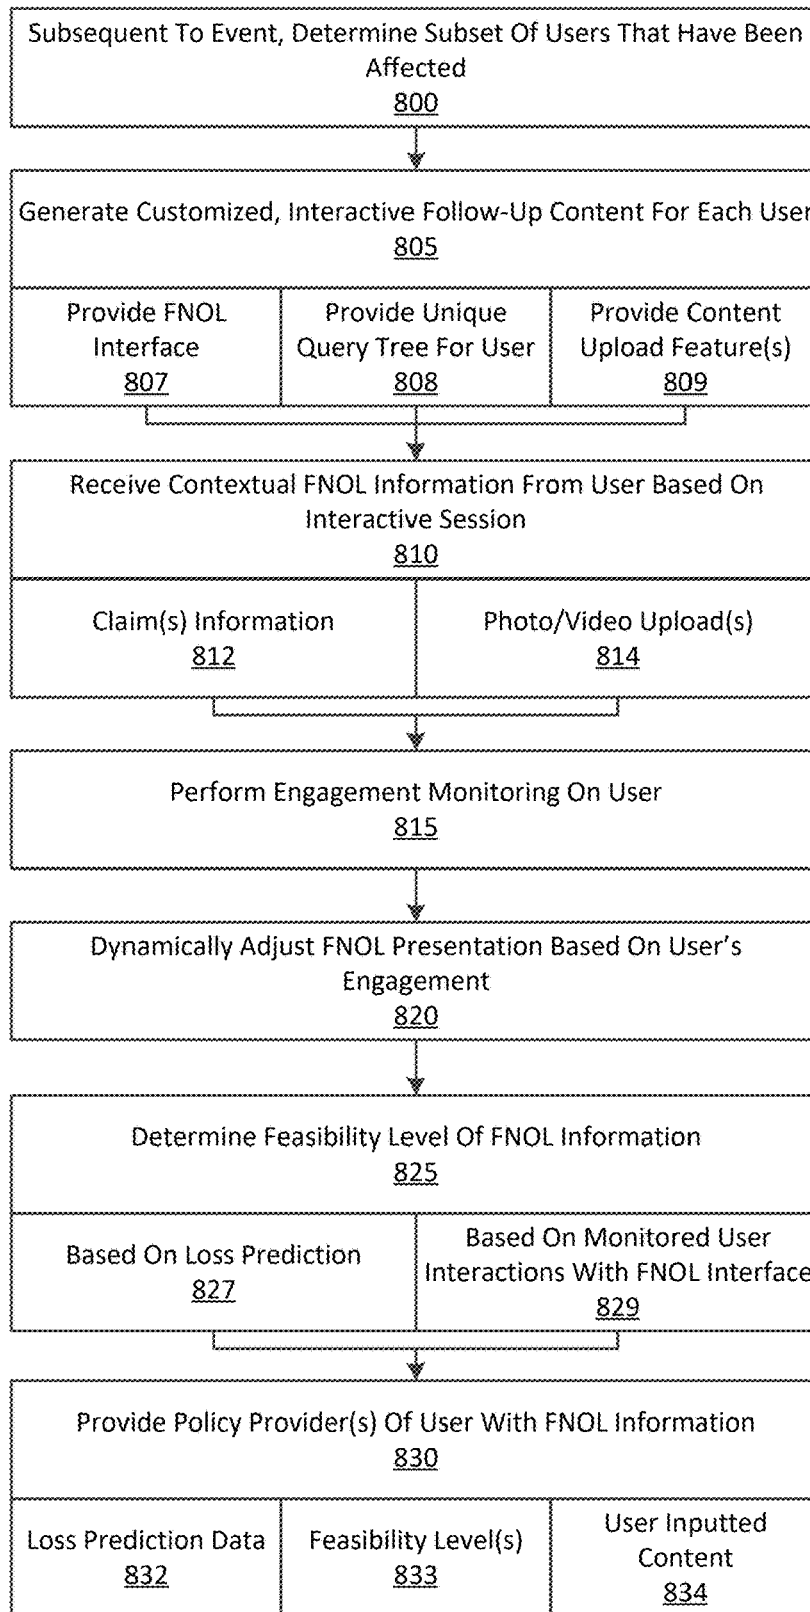 Subsequent To Event, Determine Subset Of Users That Have Been
Affected
800
Generate Customized, Interactive Follow-Up Content For Each User
805
Provide FNOL
Interface
807
Provide Unique
Query Tree For User
808
Provide Content
Upload Feature(s)
809
Receive Contextual FNOL Information From User Based On
Interactive Session
810
Claim(s) Information
812
Photo/Video Upload(s)
814
Perform Engagement Monitoring On User
815
Dynamically Adjust FNOL Presentation Based On User's
Engagement
820
Determine Feasibility Level Of FNOL Information
825
Based On Loss Prediction
827
Based On Monitored User
Interactions With FNOL Interface
829
Provide Policy Provider(s) Of User With FNOL Information
830
Loss Prediction Data
832
Feasibility Level(s)
833
User Inputted
Content
834